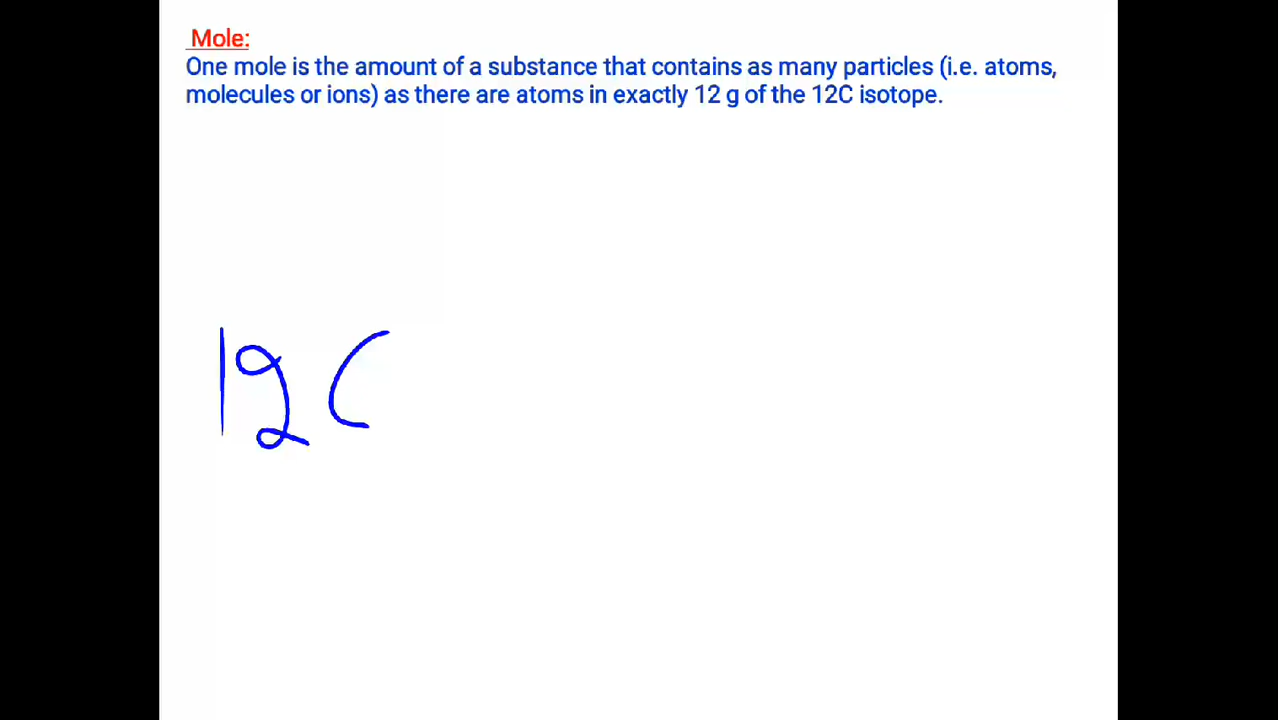 Mole:
One mole is the amount of a substance that contains as many particles (i.e. atoms,
molecules or ions) as there are atoms in exactly 12 g of the 12C isotope.
12 C